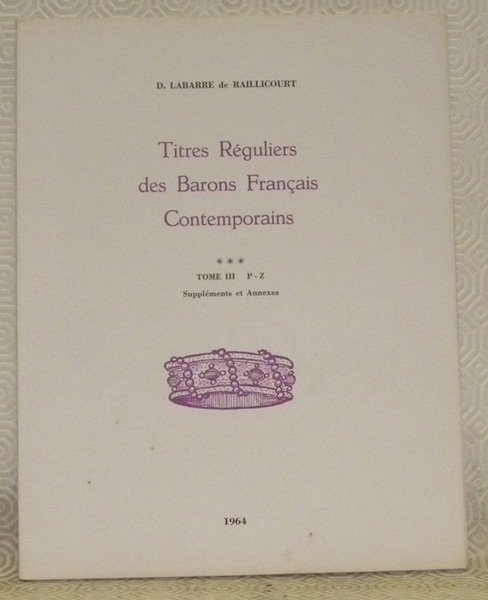 D. LABARRE de RAILLICOURT
Titres Réguliers
des Barons Français
Contemporains
***
TOME III P - Z
Suppléments et Annexes
1964